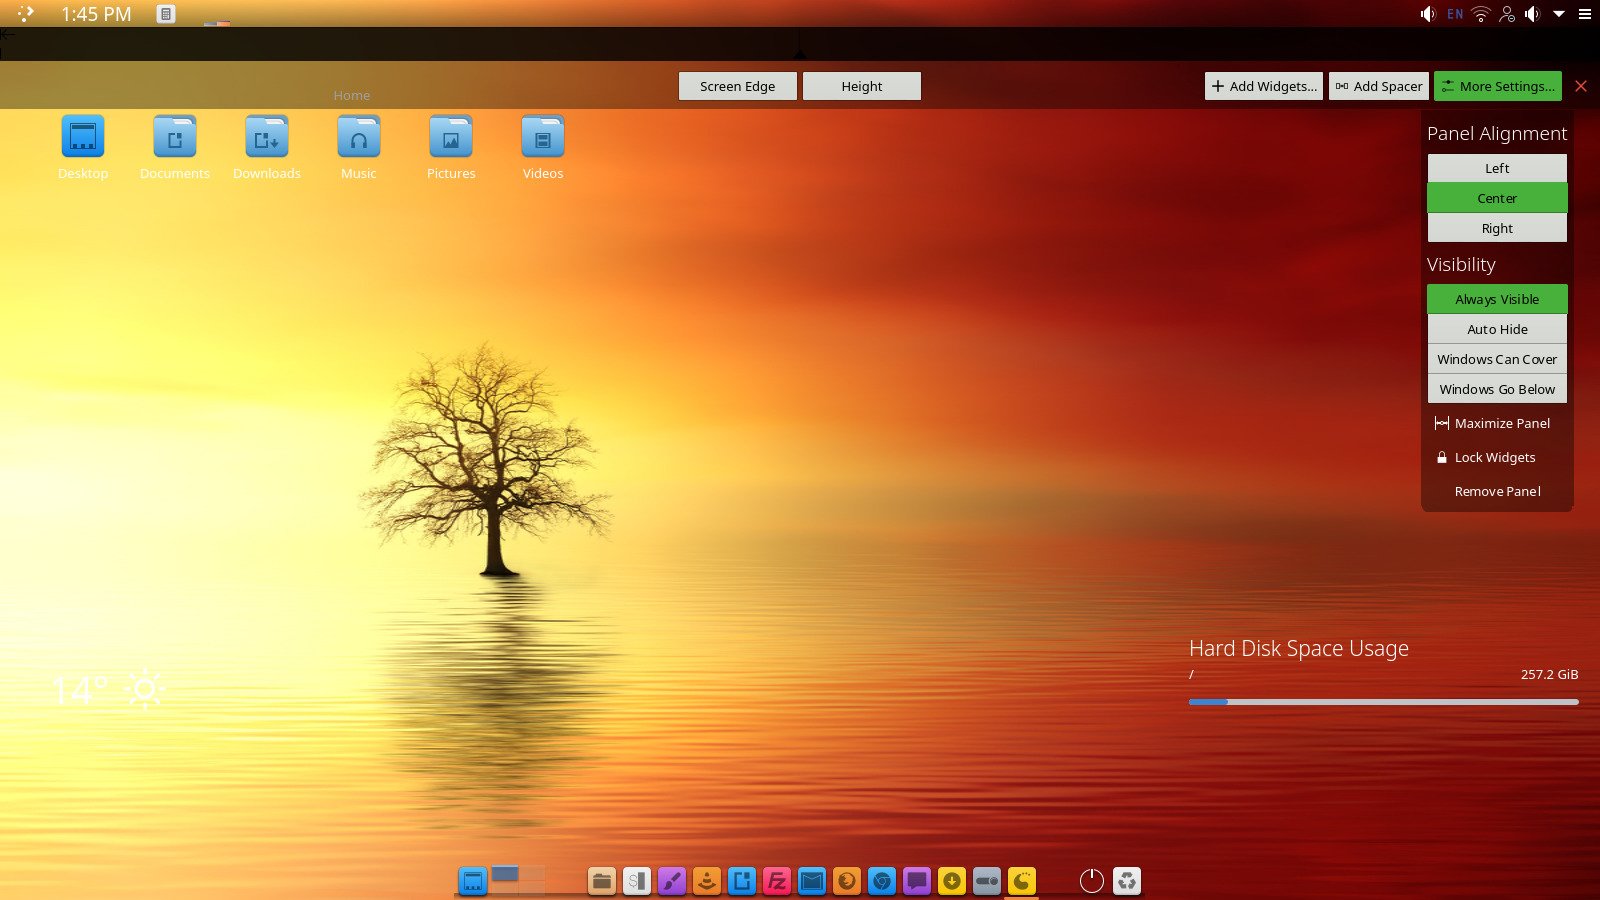 1:45 PM
EN
Screen Edge
Height
Add Widgets...
Add Spacer
More Settings...
Home
Desktop
Documents
Downloads
Music
Pictures
Videos
Panel Alignment
Left
Center
Right
Visibility
Always Visible
Auto Hide
Windows Can Cover
Windows Go Below
Maximize Panel
Lock Widgets
Remove Panel
Hard Disk Space Usage
/ 257.2 GiB
14°
S
FZ